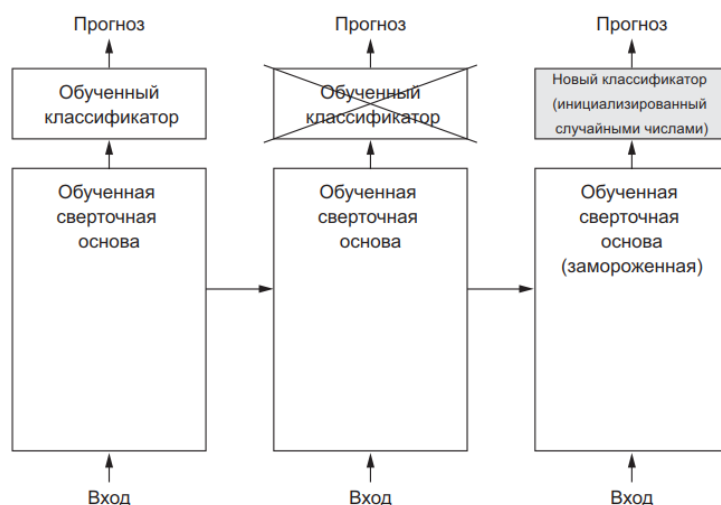 Прогноз
Обученный
классификатор
Обученная
сверточная
основа
Вход
Прогноз
Обученный
классификатор
Обученная
сверточная
основа
Вход
Прогноз
Новый классификатор
(инициализированный
случайными числами)
Обученная
сверточная
основа
(замороженная)
Вход